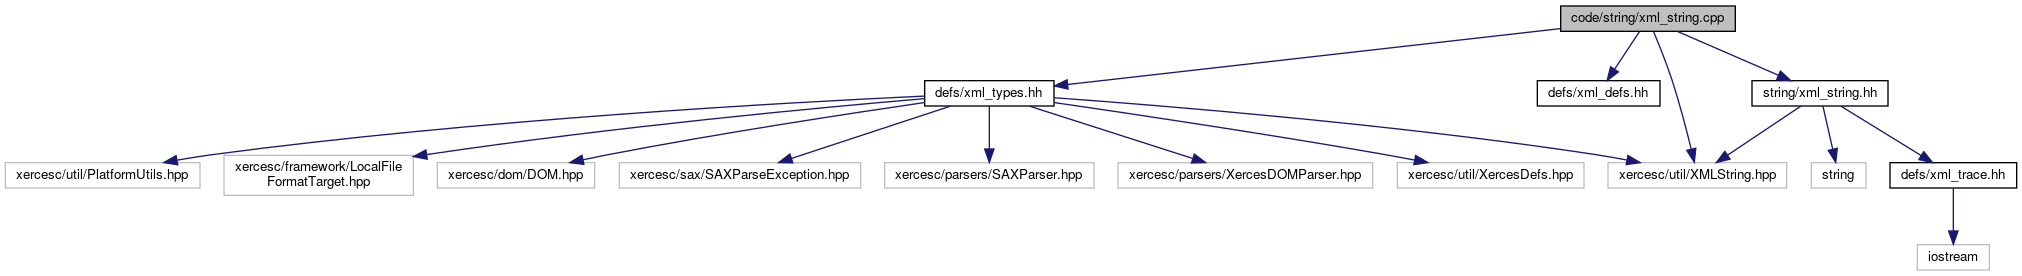 code/string/xml_string.cpp
defs/xml_types.hh
defs/xml_defs.hh
string/xml_string.hh
xercesc/util/PlatformUtils.hpp
xercesc/framework/LocalFile
FormatTarget.hpp
xercesc/dom/DOM.hpp
xercesc/sax/SAXParseException.hpp
xercesc/parsers/SAXParser.hpp
xercesc/parsers/XercesDOMParser.hpp
xercesc/util/XercesDefs.hpp
xercesc/util/XMLString.hpp
string
defs/xml_trace.hh
iostream